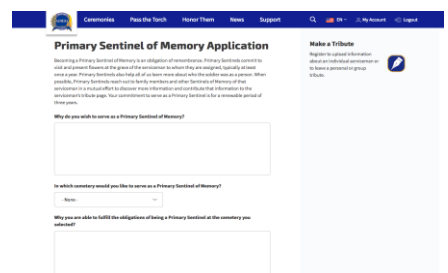 Ceremonies Pass the Torch Honor Them News Support EN My Account Logout
Primary Sentinel of Memory Application
Becoming a Primary Sentinel of Memory is an obligation of remembrance. Primary Sentinels commit to
visit and present flowers at the grave of the serviceman to whom they are assigned, typically at least
once a year. Primary Sentinels also help all of us learn more about who the soldier was as a person. When
possible, Primary Sentinels reach out to family members and other Sentinels of Memory of that
serviceman in a mutual effort to discover more information and contribute that information to the
serviceman's tribute page. Your commitment to serve as a Primary Sentinel is for a renewable period of
three years.
Why do you wish to serve as a Primary Sentinel of Memory?
In which cemetery would you like to serve as a Primary Sentinel of Memory?
- None -
Why you are able to fulfill the obligations of being a Primary Sentinel at the cemetery you
selected?
Make a Tribute
Register to upload information
about an individual serviceman or
to leave a personal or group
tribute.